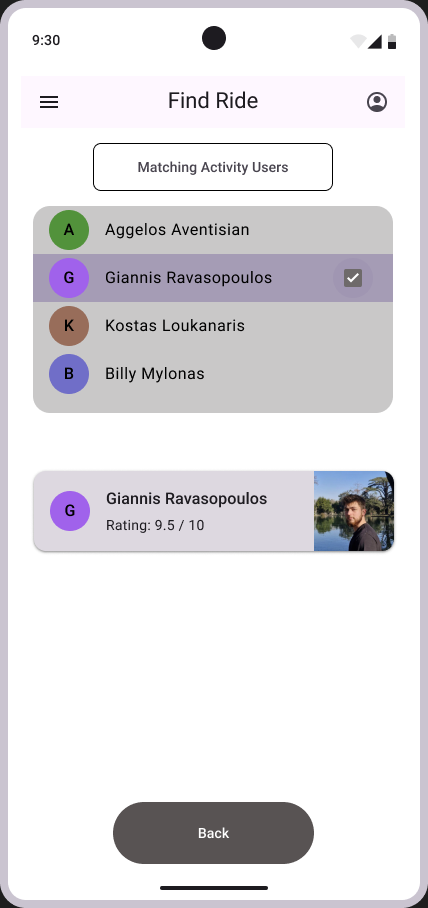 9:30
Find Ride
Matching Activity Users
A Aggelos Aventisian
G Giannis Ravasopoulos
K Kostas Loukanaris
B Billy Mylonas
G Giannis Ravasopoulos
Rating: 9.5 / 10
Back